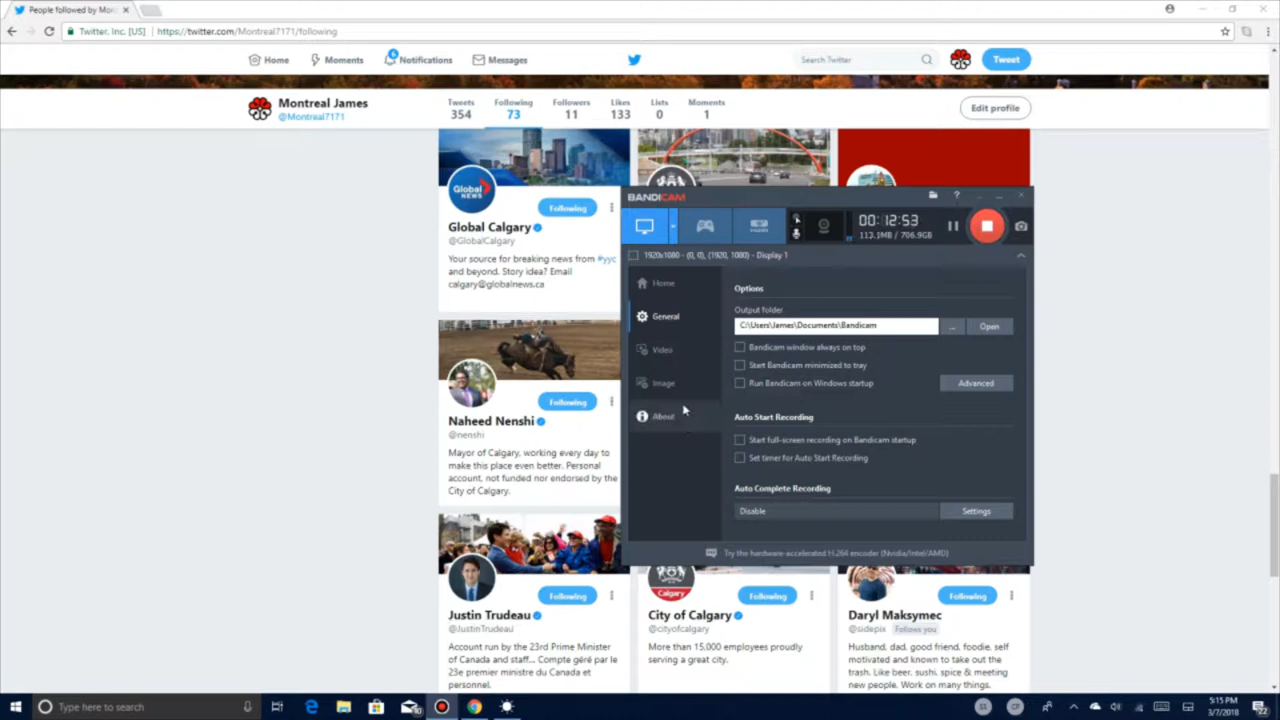 People followed by Mon
Twitter, Inc. [US]
https://twitter.com/Montreal7171/following
Home
Moments
6
Notifications
Messages
Search Twitter
Tweet
Montreal James
@Montreal7171
Tweets
354
Following
73
Followers
11
Likes
133
Lists
0
Moments
1
Edit profile
Global
NEWS
Following
Global Calgary
@GlobalCalgary
Your source for breaking news from #yyc
and beyond. Story idea? Email
calgary@globalnews.ca
Following
Naheed Nenshi
@nenshi
Mayor of Calgary, working every day to
make this place even better. Personal
account, not funded nor endorsed by the
City of Calgary.
Following
Justin Trudeau
@JustinTrudeau
Account run by the 23rd Prime Minister
of Canada and staff... Compte géré par le
23e premier ministre du Canada et
personnel.
Calgary
Following
City of Calgary
@cityofcalgary
More than 15,000 employees proudly
serving a great city.
Following
Daryl Maksymec
@sidepix
Follows you
Husband, dad, good friend, foodie, self
motivated and known to take out the
trash. Like beer, sushi, spice & meeting
new people. Work on many things.
BANDICAM
?
00:12:53
113.1MB / 706.9GB
1920x1080 - (0, 0), (1920, 1080) - Display 1
Home
General
Video
Image
About
Options
Output folder
C:\Users\James\Documents\Bandicam
...
Open
Bandicam window always on top
Start Bandicam minimized to tray
Run Bandicam on Windows startup
Advanced
Auto Start Recording
Start full-screen recording on Bandicam startup
Set timer for Auto Start Recording
Auto Complete Recording
Disable
Settings
Try the hardware-accelerated H.264 encoder (Nvidia/Intel/AMD)
Type here to search
5:15 PM
3/7/2018
22